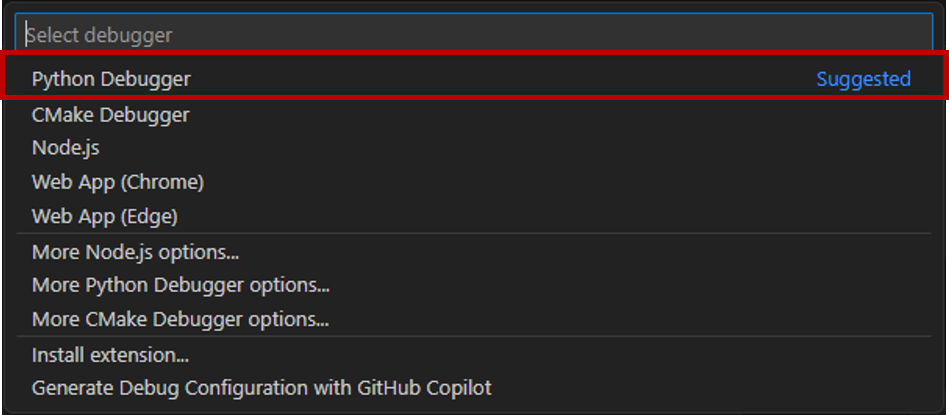 Select debugger
Python Debugger Suggested
CMake Debugger
Node.js
Web App (Chrome)
Web App (Edge)
More Node.js options...
More Python Debugger options...
More CMake Debugger options...
Install extension...
Generate Debug Configuration with GitHub Copilot